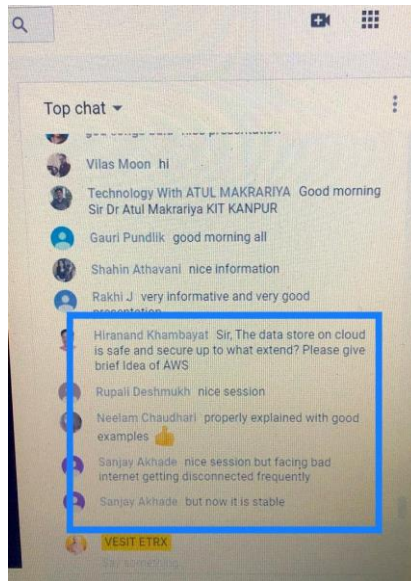 Top chat
Vilas Moon hi
Technology With ATUL MAKRARIYA Good morning
Sir Dr Atul Makrariya KIT KANPUR
Gauri Pundlik good morning all
Shahin Athavani nice information
Rakhi J very informative and very good
presentation
Hiranand Khambayat Sir, The data store on cloud
is safe and secure up to what extend? Please give
brief Idea of AWS
Rupali Deshmukh nice session
Neelam Chaudhari properly explained with good
examples
Sanjay Akhade nice session but facing bad
internet getting disconnected frequently
Sanjay Akhade but now it is stable
VESIT ETRX
Say something...